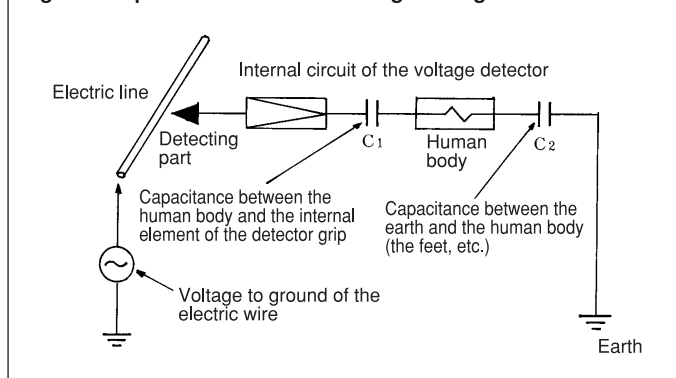 Electric line
Internal circuit of the voltage detector
Detecting
part
C1
Human
body
C2
Capacitance between the
human body and the internal
element of the detector grip
Capacitance between the
earth and the human body
(the feet, etc.)
Voltage to ground of the
electric wire
Earth